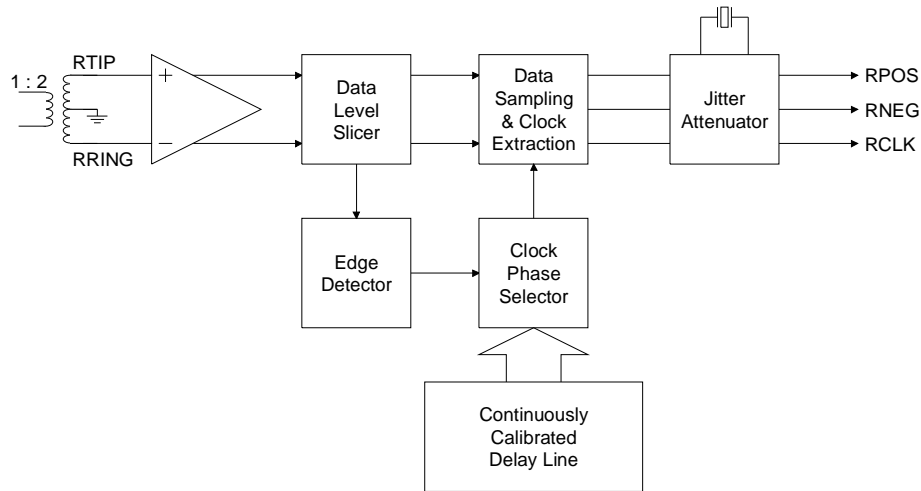 1 : 2
RTIP
RRING
+
−
Data
Level
Slicer
Data
Sampling
& Clock
Extraction
Jitter
Attenuator
RPOS
RNEG
RCLK
Edge
Detector
Clock
Phase
Selector
Continuously
Calibrated
Delay Line